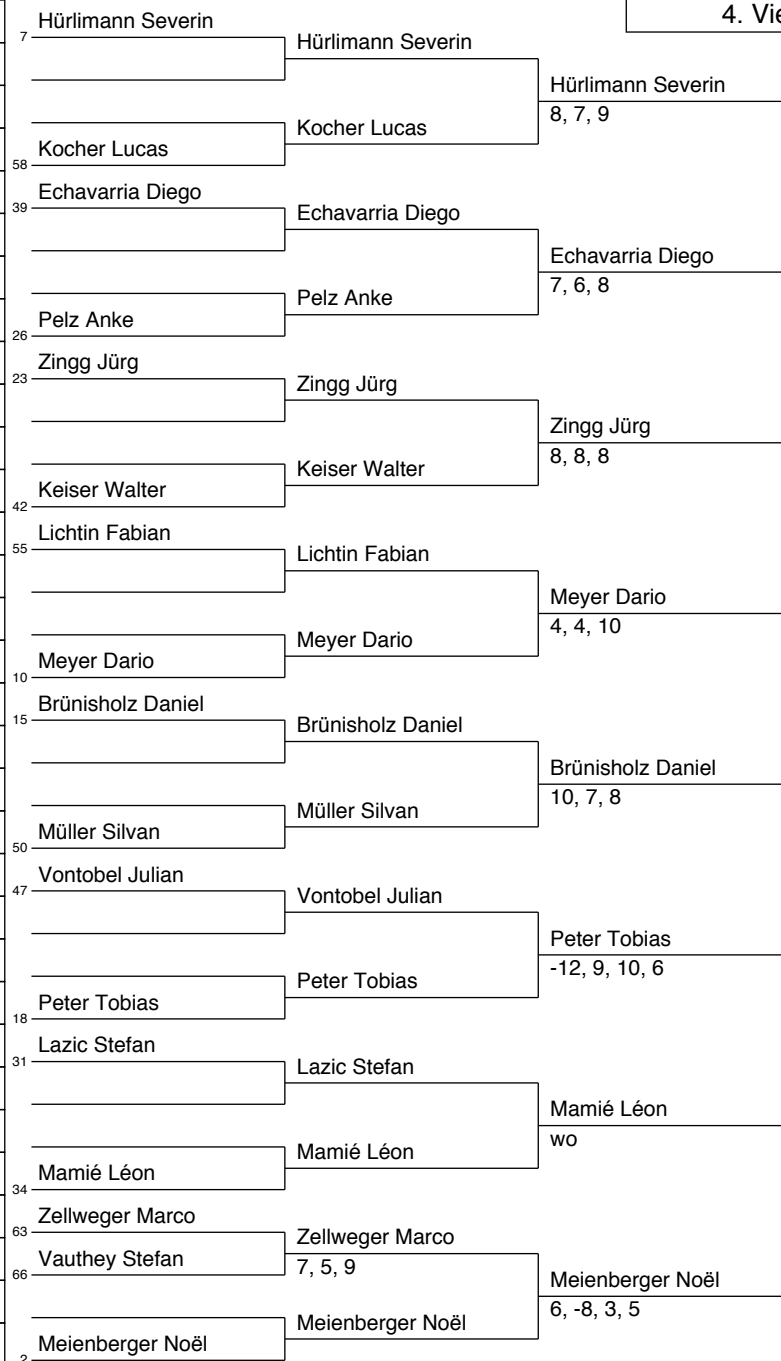 4. Vie
Hürlimann Severin
7
Hürlimann Severin
Hürlimann Severin
8, 7, 9
Kocher Lucas
Kocher Lucas
58
Echavarria Diego
39
Echavarria Diego
Echavarria Diego
7, 6, 8
Pelz Anke
Pelz Anke
26
Zingg Jürg
23
Zingg Jürg
Zingg Jürg
8, 8, 8
Keiser Walter
Keiser Walter
42
Lichtin Fabian
55
Lichtin Fabian
Meyer Dario
4, 4, 10
Meyer Dario
Meyer Dario
10
Brünisholz Daniel
15
Brünisholz Daniel
Brünisholz Daniel
10, 7, 8
Müller Silvan
Müller Silvan
50
Vontobel Julian
47
Vontobel Julian
Peter Tobias
-12, 9, 10, 6
Peter Tobias
Peter Tobias
18
Lazic Stefan
31
Lazic Stefan
Mamié Léon
wo
Mamié Léon
Mamié Léon
34
Zellweger Marco
63
Zellweger Marco
Vauthey Stefan
7, 5, 9
66
Meienberger Noël
6, -8, 3, 5
Meienberger Noël
Meienberger Noël
2